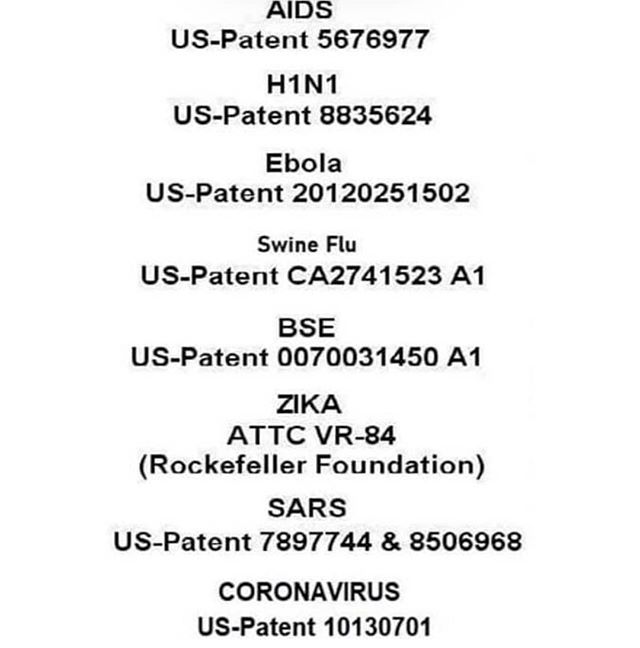 AIDS
US-Patent 5676977
H1N1
US-Patent 8835624
Ebola
US-Patent 20120251502
Swine Flu
US-Patent CA2741523 A1
BSE
US-Patent 0070031450 A1
ZIKA
ATTC VR-84
(Rockefeller Foundation)
SARS
US-Patent 7897744 & 8506968
CORONAVIRUS
US-Patent 10130701